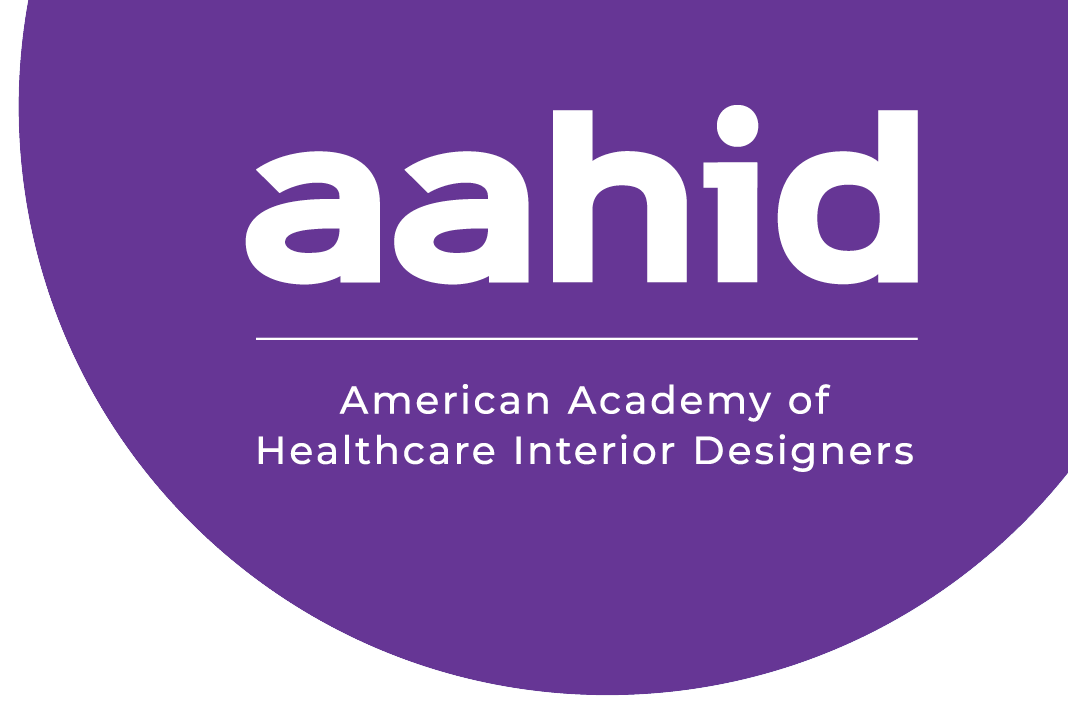 aahid
American Academy of
Healthcare Interior Designers